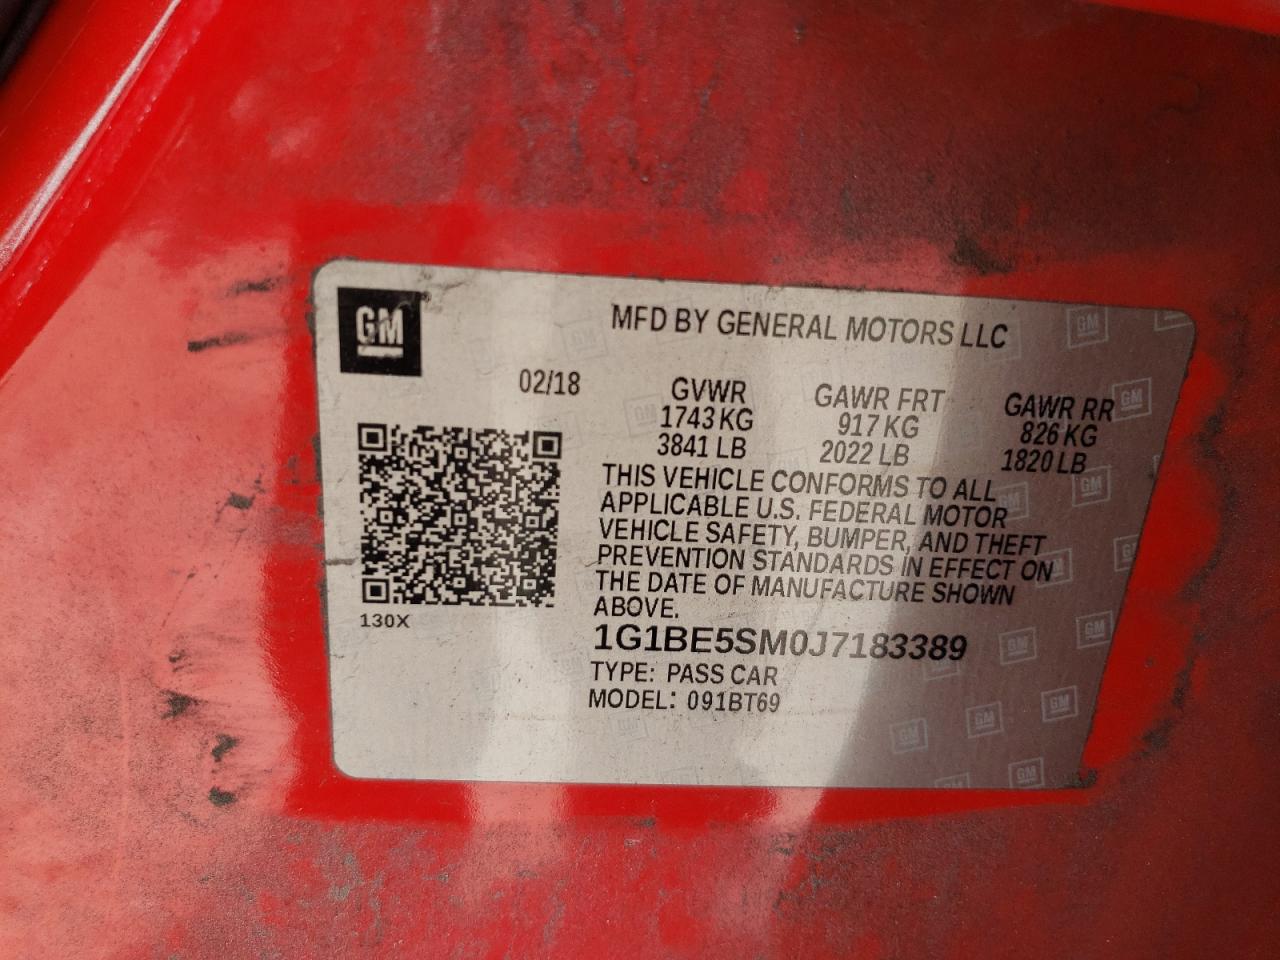 GM
MFD BY GENERAL MOTORS LLC
02/18
GVWR
1743 KG
3841 LB
GAWR FRT
917 KG
2022 LB
GAWR RR
826 KG
1820 LB
THIS VEHICLE CONFORMS TO ALL
APPLICABLE U.S. FEDERAL MOTOR
VEHICLE SAFETY, BUMPER, AND THEFT
PREVENTION STANDARDS IN EFFECT ON
THE DATE OF MANUFACTURE SHOWN
ABOVE.
130X
1G1BE5SM0J7183389
TYPE: PASS CAR
MODEL: 091BT69